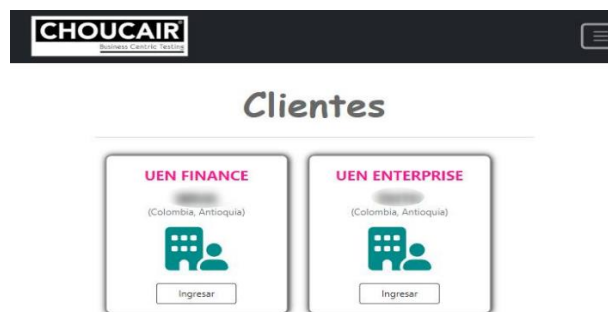 CHOUCAIR
Business Centric Testing
Clientes
UEN FINANCE
(Colombia, Antioquia)
Ingresar
UEN ENTERPRISE
(Colombia, Antioquia)
Ingresar